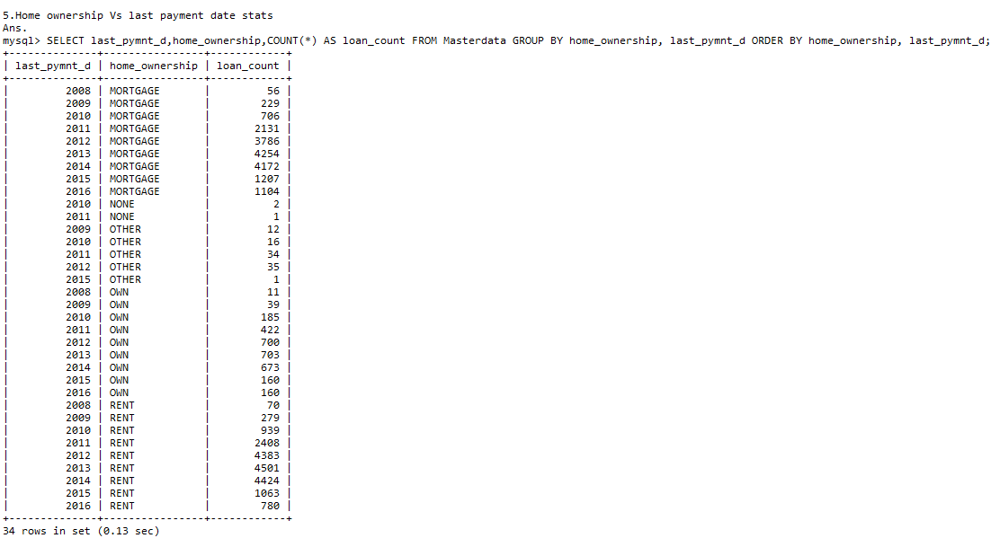 5.Home ownership Vs last payment date stats
Ans.
mysql> SELECT last_pymnt_d,home_ownership,COUNT(*) AS loan_count FROM Masterdata GROUP BY home_ownership, last_pymnt_d ORDER BY home_ownership, last_pymnt_d;
+--------------+----------------+------------+
| last_pymnt_d | home_ownership | loan_count |
+--------------+----------------+------------+
|         2008 | MORTGAGE       |         56 |
|         2009 | MORTGAGE       |        229 |
|         2010 | MORTGAGE       |        706 |
|         2011 | MORTGAGE       |       2131 |
|         2012 | MORTGAGE       |       3786 |
|         2013 | MORTGAGE       |       4254 |
|         2014 | MORTGAGE       |       4172 |
|         2015 | MORTGAGE       |       1207 |
|         2016 | MORTGAGE       |       1104 |
|         2010 | NONE           |          2 |
|         2011 | NONE           |          1 |
|         2009 | OTHER          |         12 |
|         2010 | OTHER          |         16 |
|         2011 | OTHER          |         34 |
|         2012 | OTHER          |         35 |
|         2015 | OTHER          |          1 |
|         2008 | OWN            |         11 |
|         2009 | OWN            |         39 |
|         2010 | OWN            |        185 |
|         2011 | OWN            |        422 |
|         2012 | OWN            |        700 |
|         2013 | OWN            |        703 |
|         2014 | OWN            |        673 |
|         2015 | OWN            |        160 |
|         2016 | OWN            |        160 |
|         2008 | RENT           |         70 |
|         2009 | RENT           |        279 |
|         2010 | RENT           |        939 |
|         2011 | RENT           |       2408 |
|         2012 | RENT           |       4383 |
|         2013 | RENT           |       4501 |
|         2014 | RENT           |       4424 |
|         2015 | RENT           |       1063 |
|         2016 | RENT           |        780 |
+--------------+----------------+------------+
34 rows in set (0.13 sec)